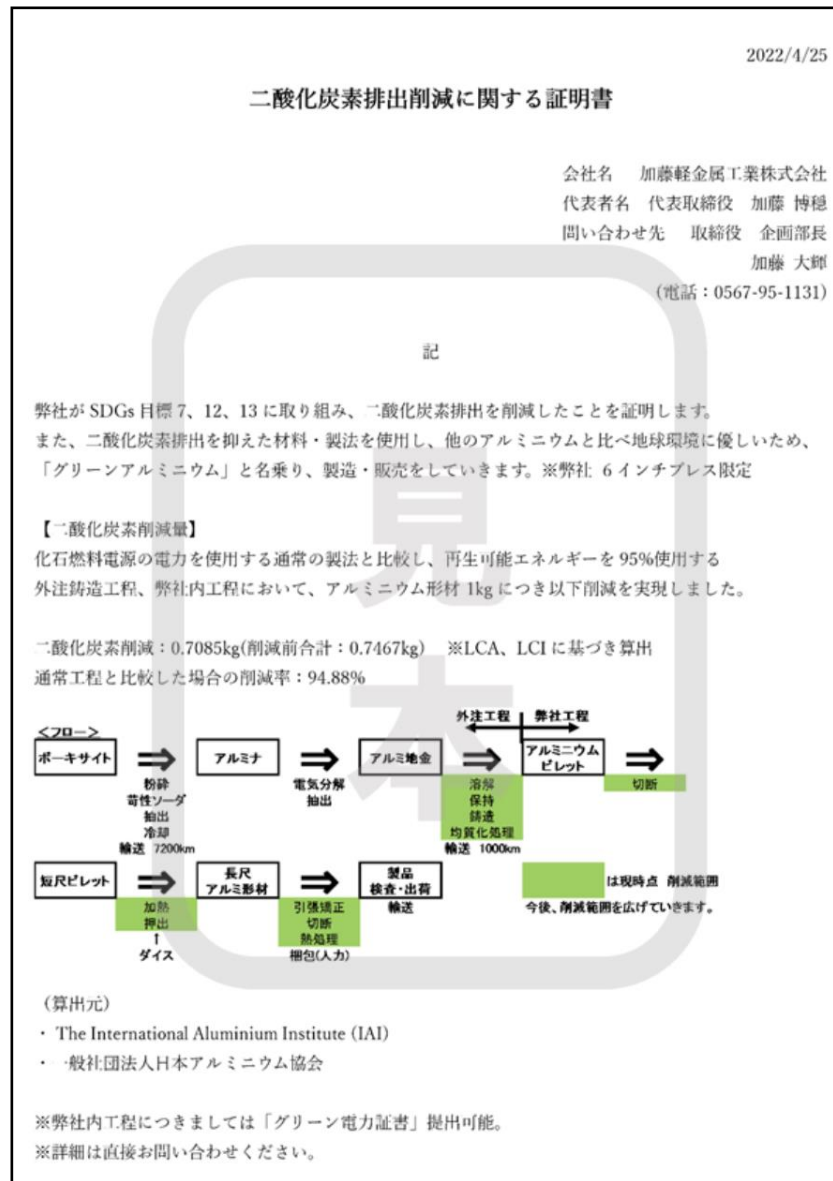 2022/4/25
二酸化炭素排出削減に関する証明書
会社名 加藤軽金属工業株式会社
代表者名 代表取締役 加藤 博穏
問い合わせ先 取締役 企画部長
加藤 大輝
(電話：0567-95-1131)
記
弊社が SDGs 目標 7、12、13 に取り組み、二酸化炭素排出を削減したことを証明します。
また、二酸化炭素排出を抑えた材料・製法を使用し、他のアルミニウムと比べ地球環境に優しいため、
「グリーンアルミニウム」と名乗り、製造・販売をしていきます。※弊社 6 インチプレス限定
【二酸化炭素削減量】
化石燃料電源の電力を使用する通常の製法と比較し、再生可能エネルギーを 95%使用する
外注鋳造工程、弊社内工程において、アルミニウム形材 1kg につき以下削減を実現しました。
二酸化炭素削減：0.7085kg(削減前合計：0.7467kg) ※LCA、LCI に基づき算出
通常工程と比較した場合の削減率：94.88%
＜フロー＞
外注工程 弊社工程
ボーキサイト
粉砕
苛性ソーダ
抽出
冷却
輸送 7200km
アルミナ
電気分解
抽出
アルミ地金
溶解
保持
鋳造
均質化処理
輸送 1000km
アルミニウム
ビレット
切断
短尺ビレット
加熱
押出
↑
ダイス
長尺
アルミ形材
引張矯正
切断
熱処理
梱包(人力)
製品
検査・出荷
輸送
は現時点 削減範囲
今後、削減範囲を広げていきます。
（算出元）
・ The International Aluminium Institute (IAI)
・ 一般社団法人日本アルミニウム協会
※弊社内工程につきましては「グリーン電力証書」提出可能。
※詳細は直接お問い合わせください。
見本